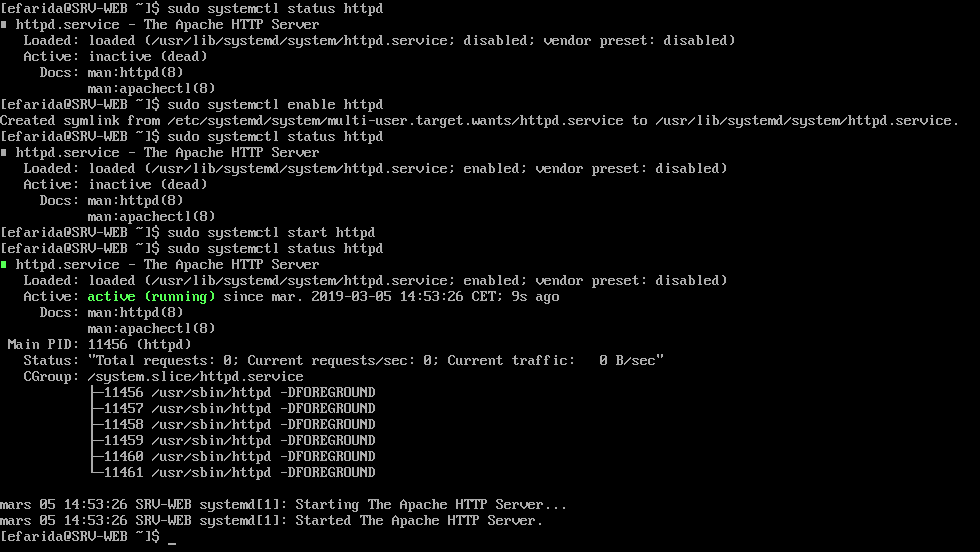 [efarida@SRV-WEB ~]$ sudo systemctl status httpd
■ httpd.service - The Apache HTTP Server
   Loaded: loaded (/usr/lib/systemd/system/httpd.service; disabled; vendor preset: disabled)
   Active: inactive (dead)
     Docs: man:httpd(8)
           man:apachectl(8)
[efarida@SRV-WEB ~]$ sudo systemctl enable httpd
Created symlink from /etc/systemd/system/multi-user.target.wants/httpd.service to /usr/lib/systemd/system/httpd.service.
[efarida@SRV-WEB ~]$ sudo systemctl status httpd
■ httpd.service - The Apache HTTP Server
   Loaded: loaded (/usr/lib/systemd/system/httpd.service; enabled; vendor preset: disabled)
   Active: inactive (dead)
     Docs: man:httpd(8)
           man:apachectl(8)
[efarida@SRV-WEB ~]$ sudo systemctl start httpd
[efarida@SRV-WEB ~]$ sudo systemctl status httpd
■ httpd.service - The Apache HTTP Server
   Loaded: loaded (/usr/lib/systemd/system/httpd.service; enabled; vendor preset: disabled)
   Active: active (running) since mar. 2019-03-05 14:53:26 CET; 9s ago
     Docs: man:httpd(8)
           man:apachectl(8)
 Main PID: 11456 (httpd)
   Status: "Total requests: 0; Current requests/sec: 0; Current traffic:   0 B/sec"
   CGroup: /system.slice/httpd.service
           ├─11456 /usr/sbin/httpd -DFOREGROUND
           ├─11457 /usr/sbin/httpd -DFOREGROUND
           ├─11458 /usr/sbin/httpd -DFOREGROUND
           ├─11459 /usr/sbin/httpd -DFOREGROUND
           ├─11460 /usr/sbin/httpd -DFOREGROUND
           └─11461 /usr/sbin/httpd -DFOREGROUND

mars 05 14:53:26 SRV-WEB systemd[1]: Starting The Apache HTTP Server...
mars 05 14:53:26 SRV-WEB systemd[1]: Started The Apache HTTP Server.
[efarida@SRV-WEB ~]$ _